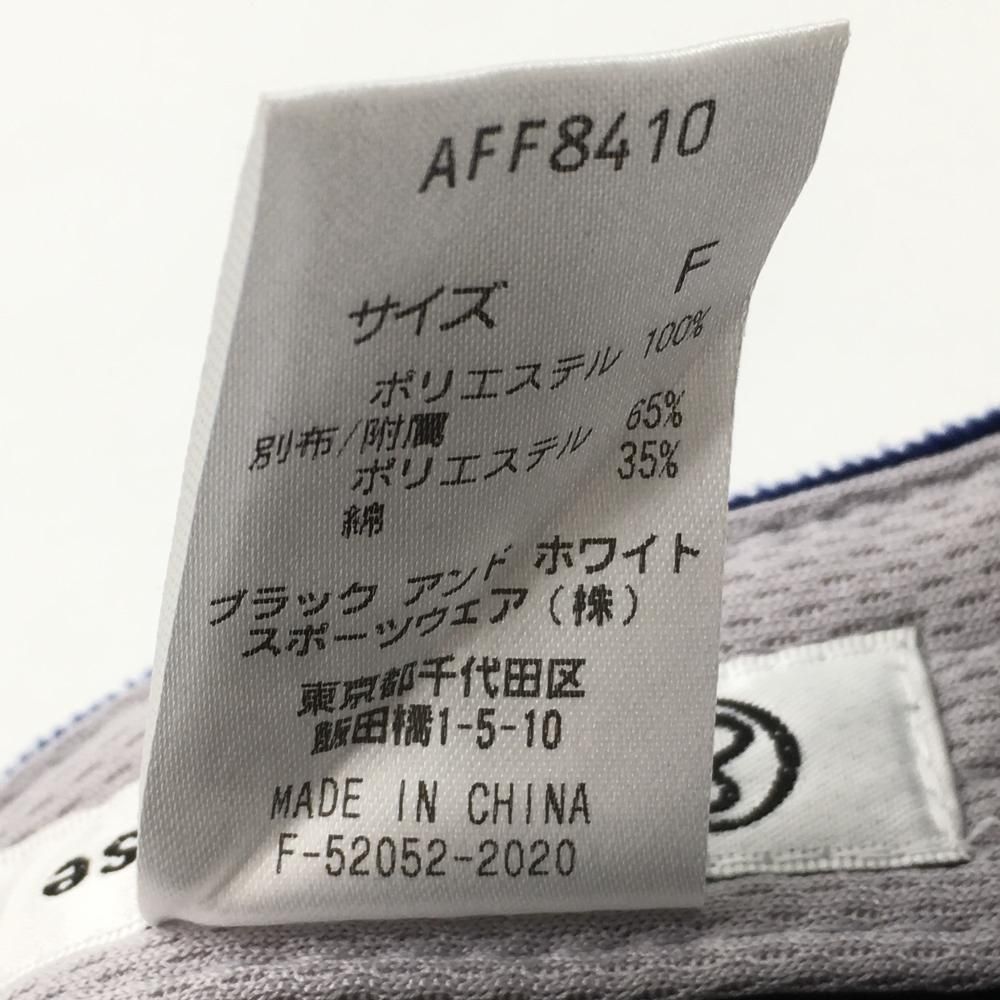 AFF8410
サイズ F
ポリエステル 100%
別布/附属
ポリエステル 65%
綿 35%
ブラック アンド ホワイト
スポーツウェア(株)
東京都千代田区
飯田橋1-5-10
MADE IN CHINA
F-52052-2020